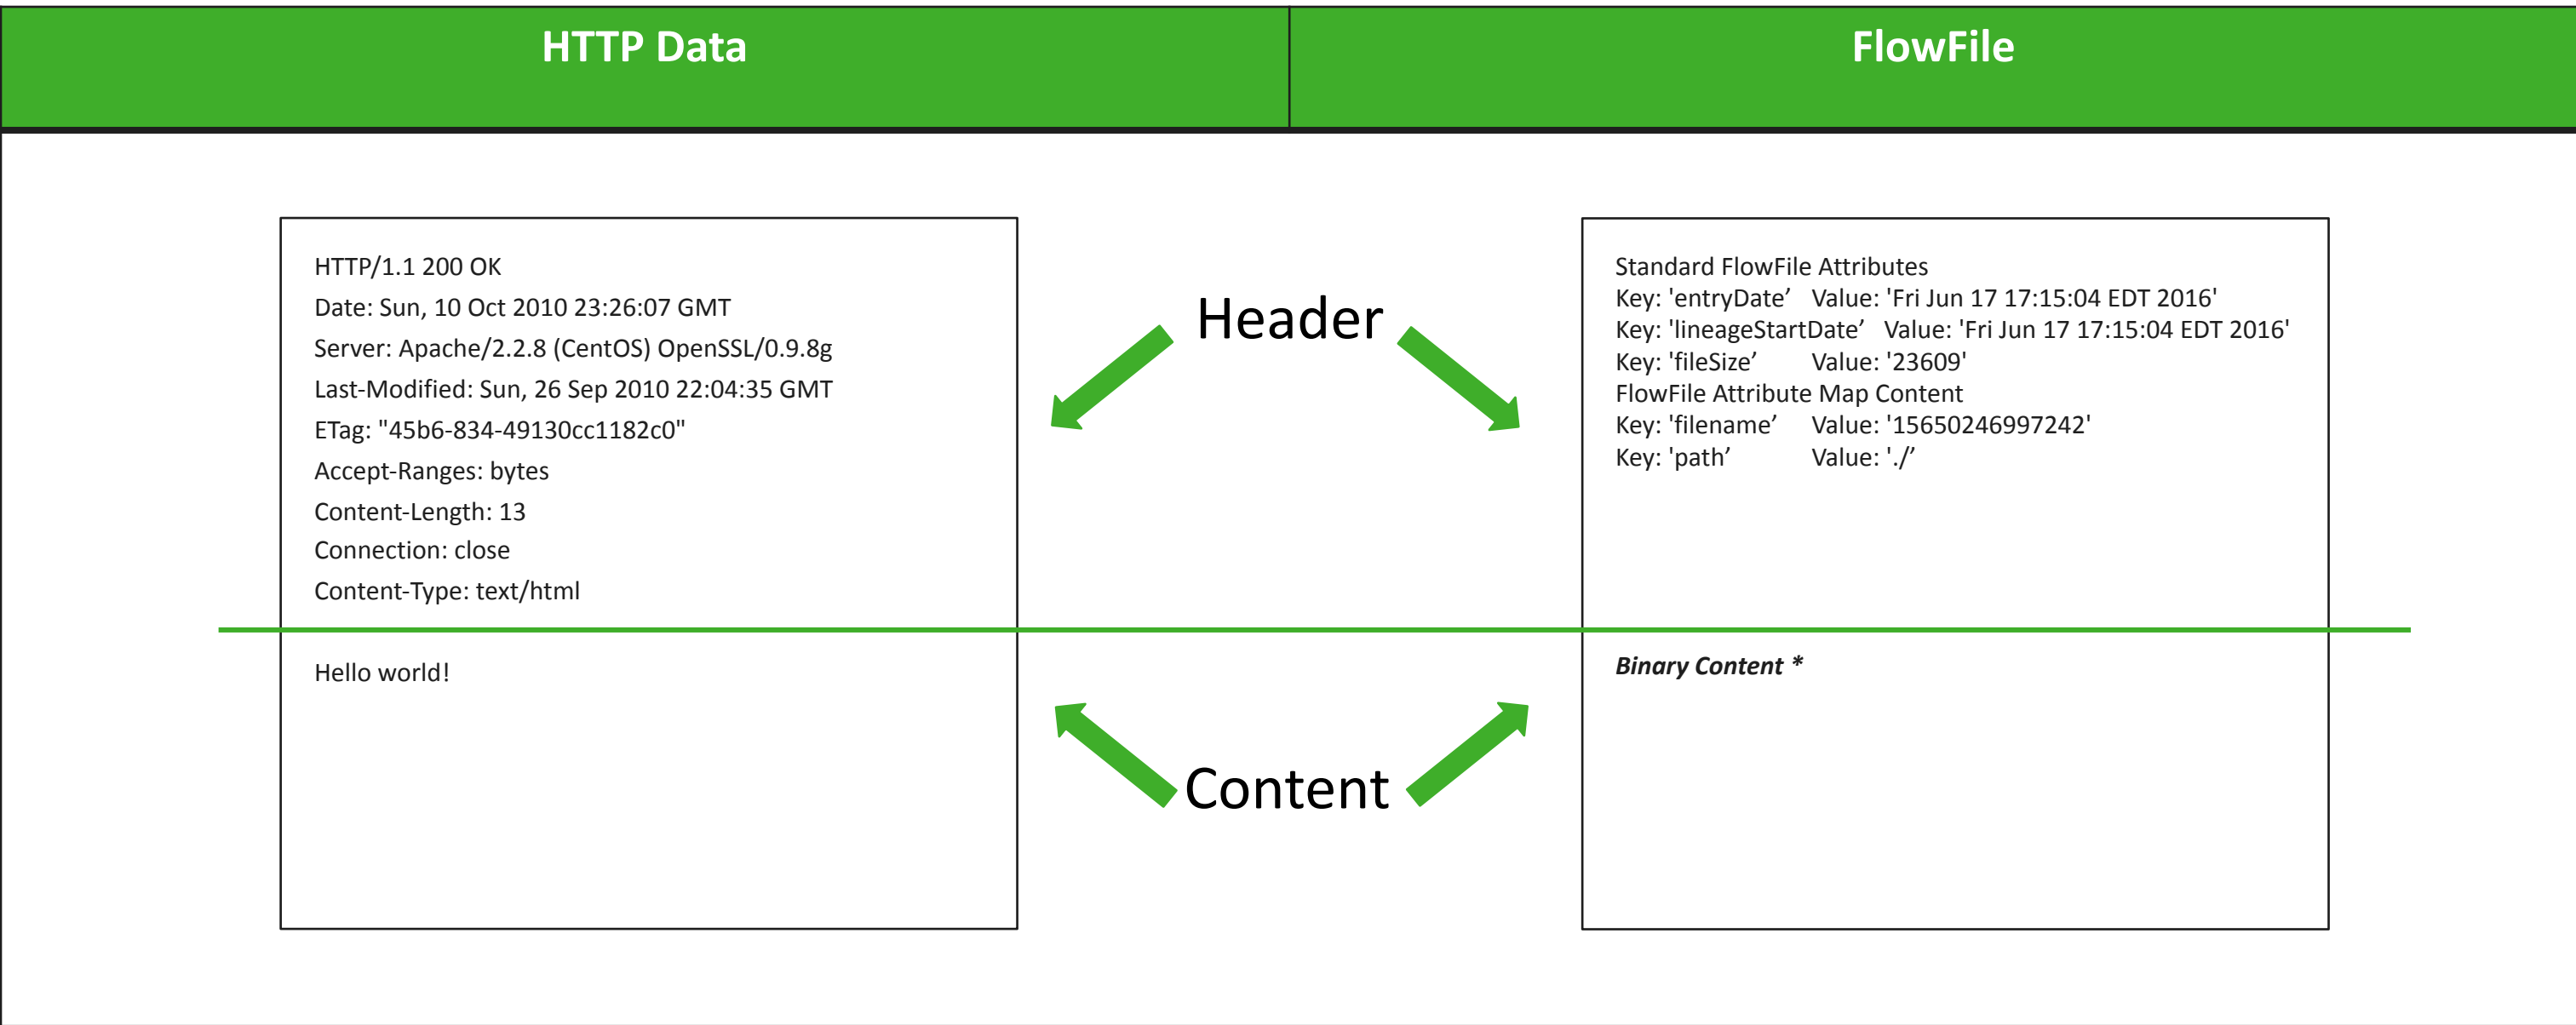 HTTP Data
FlowFile
HTTP/1.1 200 OK
Date: Sun, 10 Oct 2010 23:26:07 GMT
Server: Apache/2.2.8 (CentOS) OpenSSL/0.9.8g
Last-Modified: Sun, 26 Sep 2010 22:04:35 GMT
ETag: "45b6-834-49130cc1182c0"
Accept-Ranges: bytes
Content-Length: 13
Connection: close
Content-Type: text/html
Hello world!
Header
Content
Standard FlowFile Attributes
Key: 'entryDate’ Value: 'Fri Jun 17 17:15:04 EDT 2016'
Key: 'lineageStartDate’ Value: 'Fri Jun 17 17:15:04 EDT 2016'
Key: 'fileSize’ Value: '23609'
FlowFile Attribute Map Content
Key: 'filename’ Value: '15650246997242'
Key: 'path’ Value: './’
Binary Content *